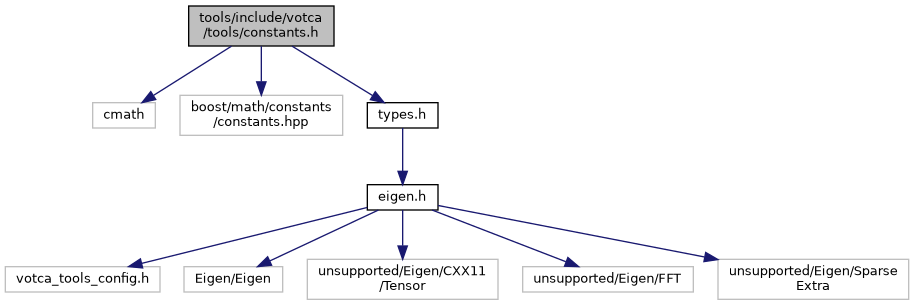 tools/include/votca
/tools/constants.h
cmath
boost/math/constants
/constants.hpp
types.h
eigen.h
votca_tools_config.h
Eigen/Eigen
unsupported/Eigen/CXX11
/Tensor
unsupported/Eigen/FFT
unsupported/Eigen/Sparse
Extra